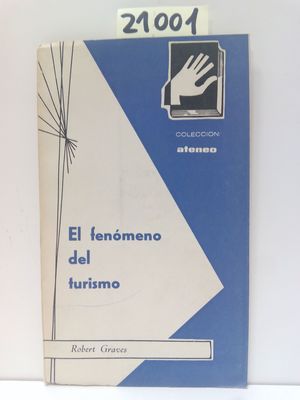 21001
COLECCION
ateneo
El fenómeno
del
turismo
Robert Graves